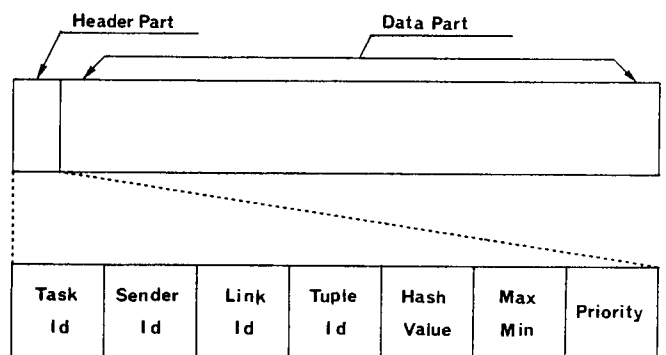 Header Part
Data Part
Task Sender Link Tuple Hash Max
Id Id Id Id Value Min
Priority